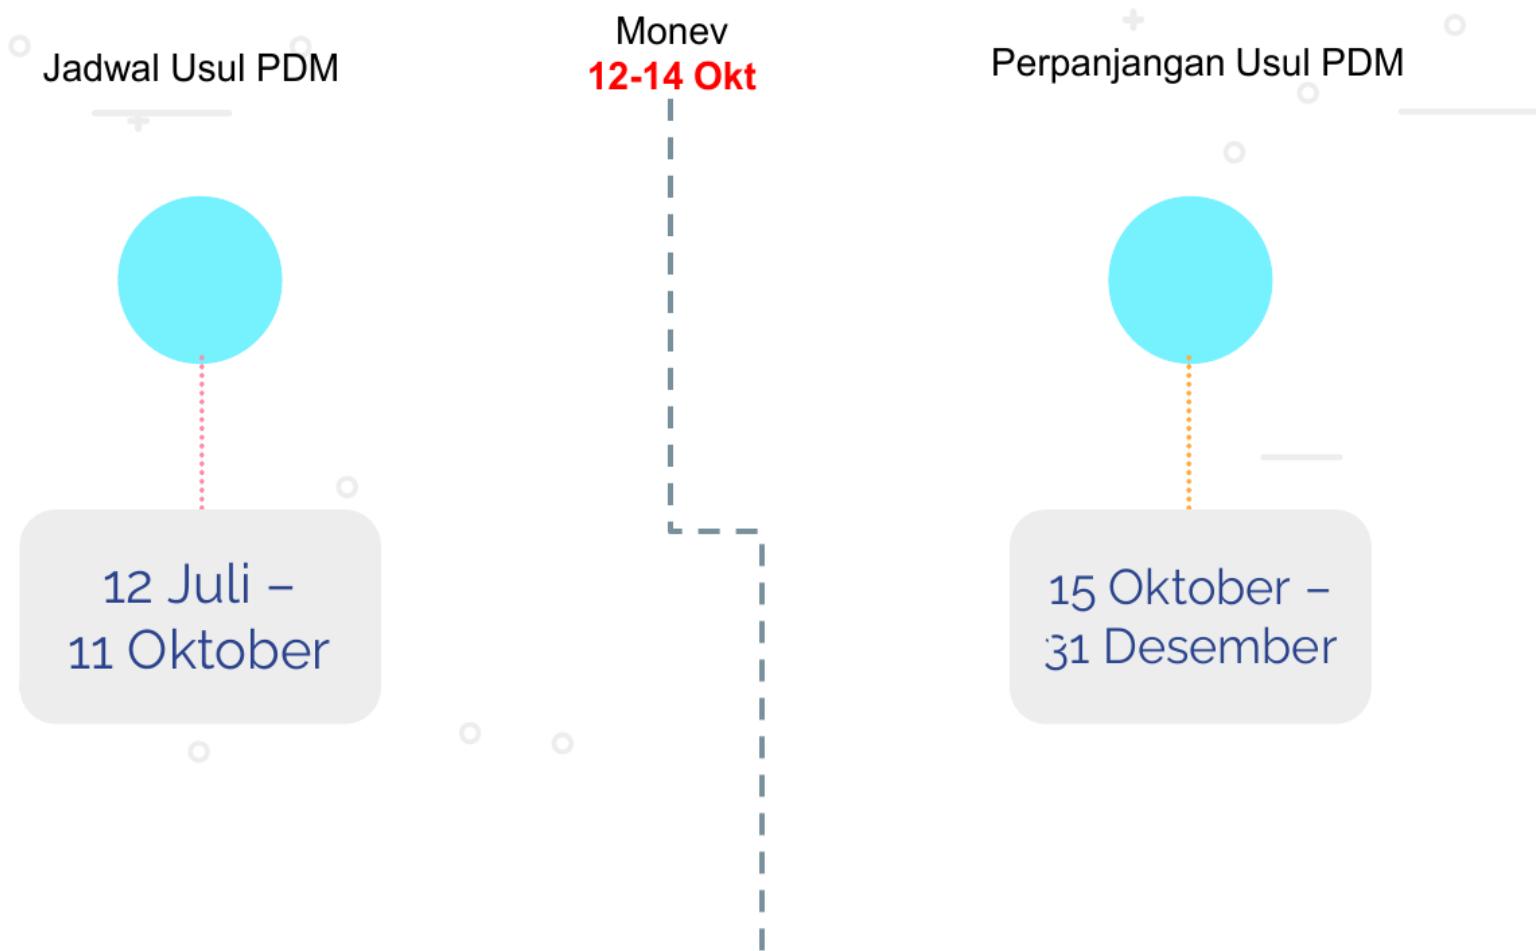 Jadwal Usul PDM
12 Juli –
11 Oktober
Monev
12-14 Okt
Perpanjangan Usul PDM
15 Oktober –
31 Desember